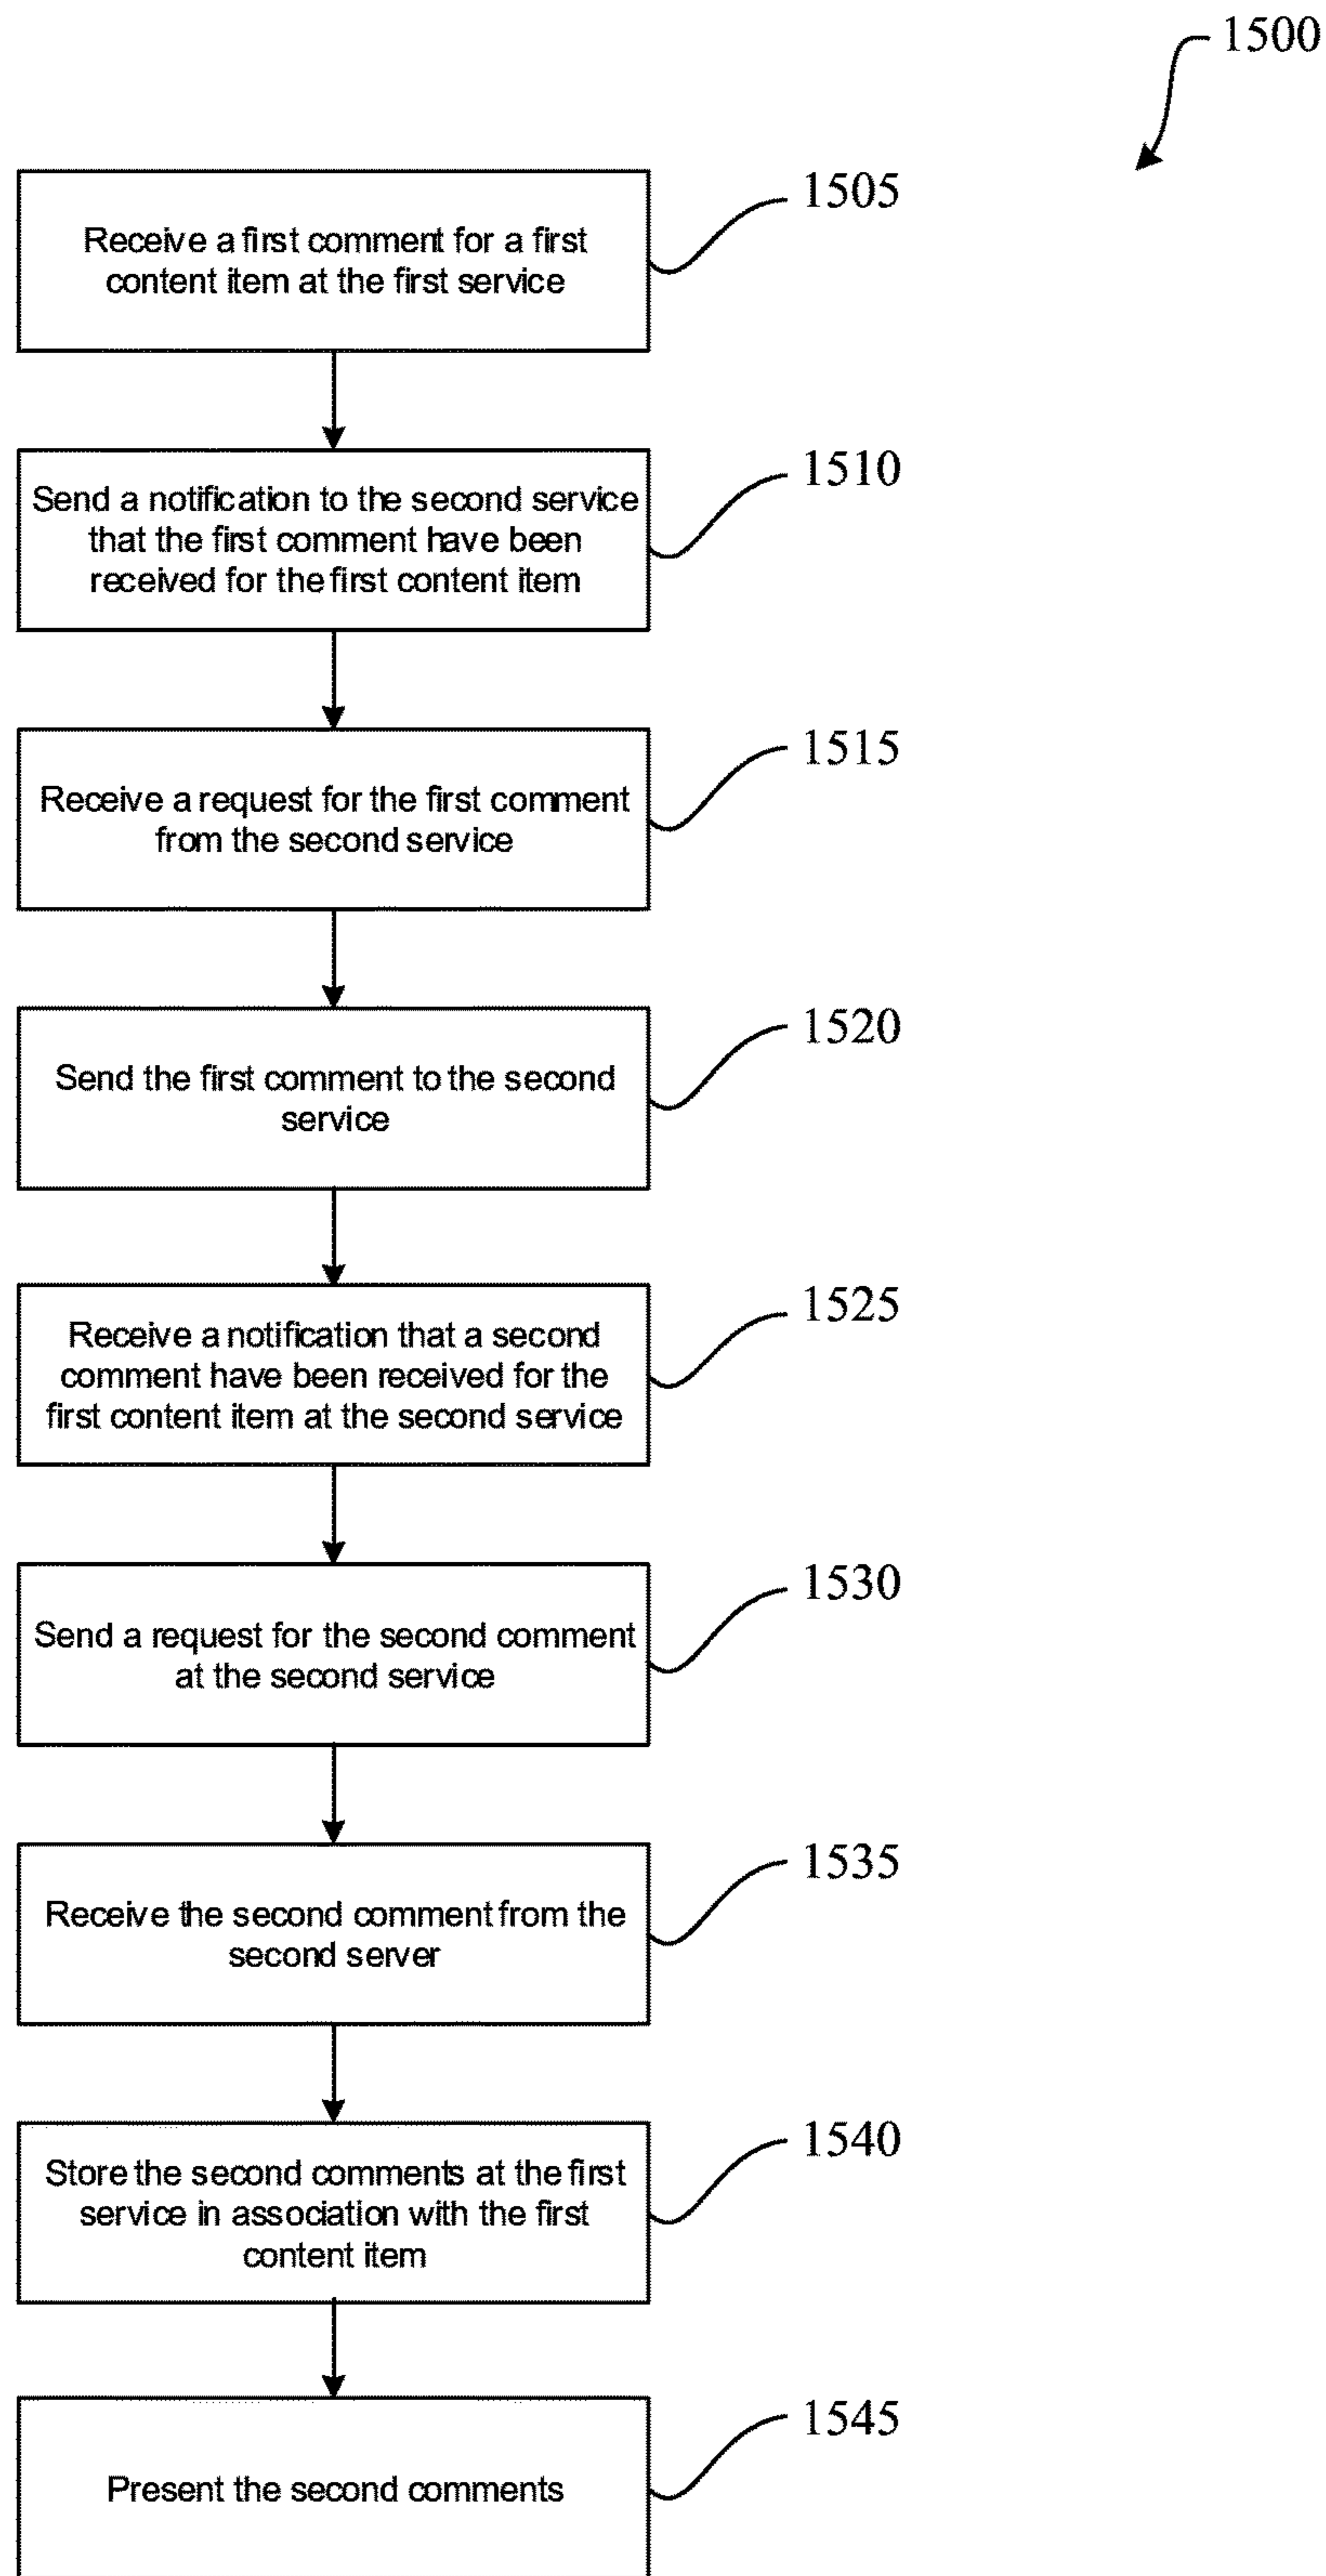 1500
Receive a first comment for a first
content item at the first service
1505
Send a notification to the second service
that the first comment have been
received for the first content item
1510
Receive a request for the first comment
from the second service
1515
Send the first comment to the second
service
1520
Receive a notification that a second
comment have been received for the
first content item at the second service
1525
Send a request for the second comment
at the second service
1530
Receive the second comment from the
second server
1535
Store the second comments at the first
service in association with the first
content item
1540
Present the second comments
1545